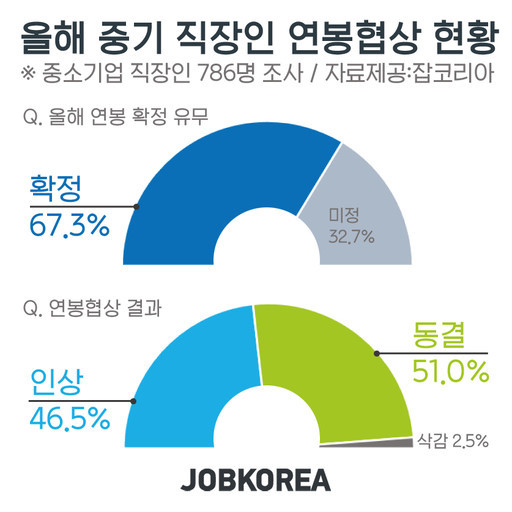 올해 중기 직장인 연봉협상 현황
※ 중소기업 직장인 786명 조사 / 자료제공:잡코리아
Q. 올해 연봉 확정 유무
확정
67.3%
미정
32.7%
Q. 연봉협상 결과
동결
51.0%
인상
46.5%
삭감 2.5%
JOBKOREA